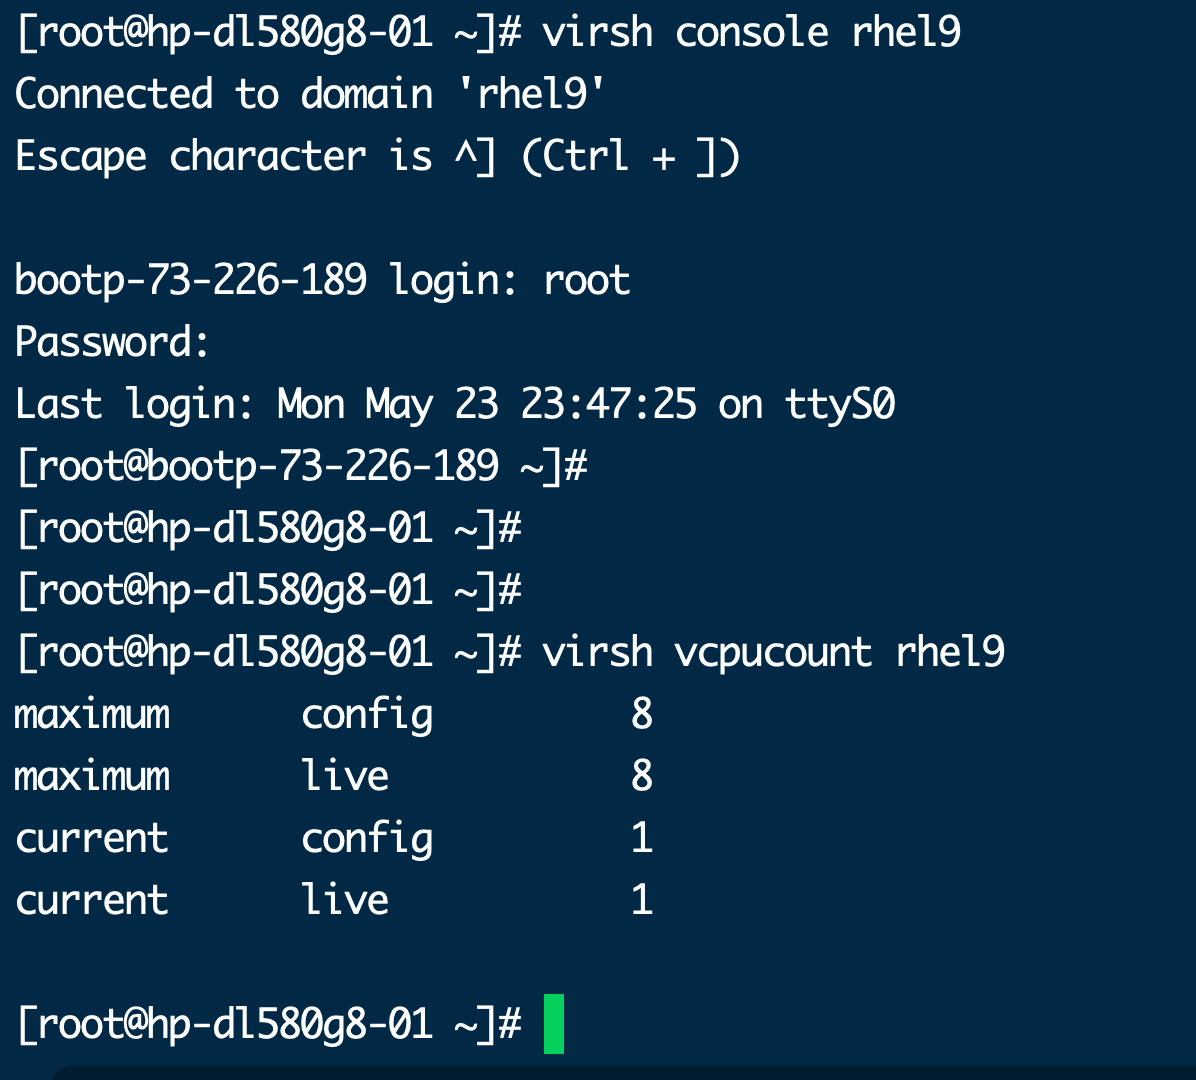 [root@hp-dl580g8-01 ~]# virsh console rhel9
Connected to domain 'rhel9'
Escape character is ^] (Ctrl + ])
bootp-73-226-189 login: root
Password:
Last login: Mon May 23 23:47:25 on ttyS0
[root@bootp-73-226-189 ~]#
[root@hp-dl580g8-01 ~]#
[root@hp-dl580g8-01 ~]#
[root@hp-dl580g8-01 ~]# virsh vcpucount rhel9
maximum      config         8
maximum      live           8
current      config         1
current      live           1
[root@hp-dl580g8-01 ~]#